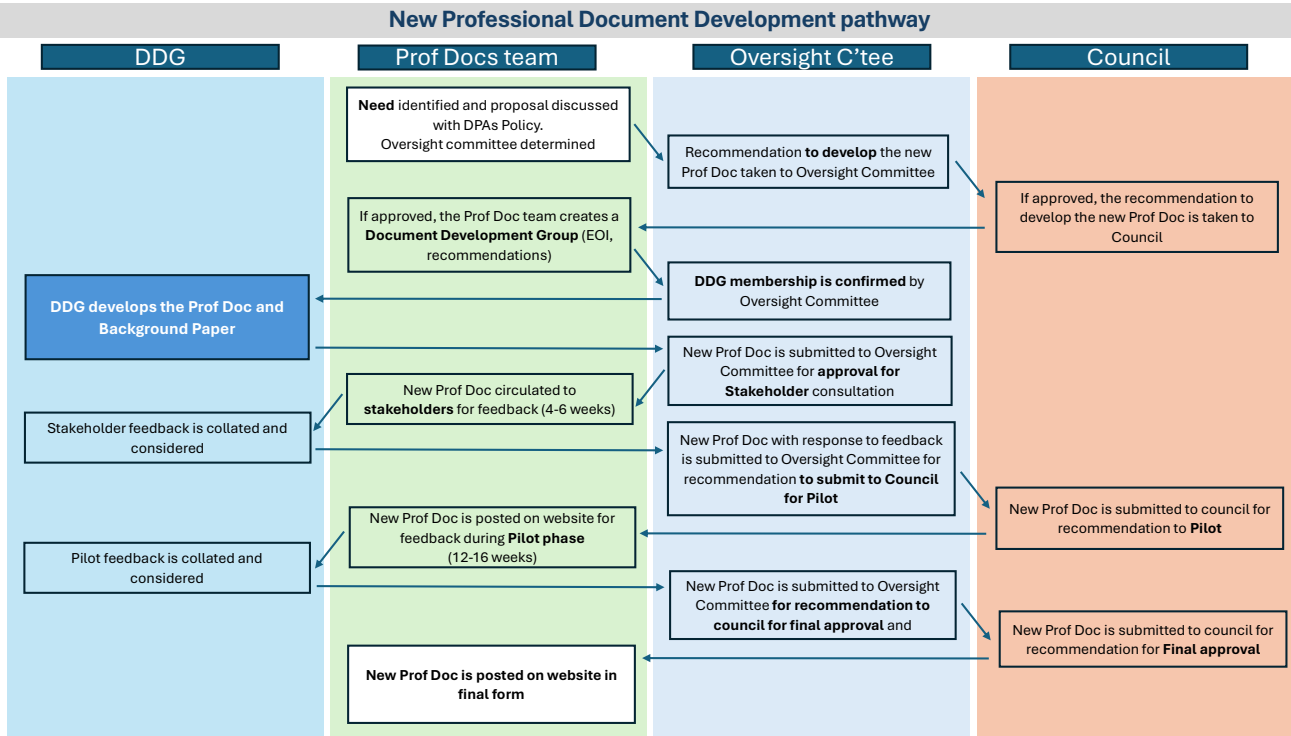 New Professional Document Development pathway
DDG
Prof Docs team
Oversight C'tee
Council
Need identified and proposal discussed
with DPAs Policy.
Oversight committee determined
Recommendation to develop the new
Prof Doc taken to Oversight Committee
If approved, the recommendation to
develop the new Prof Doc is taken to
Council
If approved, the Prof Doc team creates a
Document Development Group (EOI,
recommendations)
DDG membership is confirmed by
Oversight Committee
DDG develops the Prof Doc and
Background Paper
New Prof Doc is submitted to Oversight
Committee for approval for
Stakeholder consultation
New Prof Doc circulated to
stakeholders for feedback (4-6 weeks)
Stakeholder feedback is collated and
considered
New Prof Doc with response to feedback
is submitted to Oversight Committee for
recommendation to submit to Council
for Pilot
New Prof Doc is submitted to council for
recommendation to Pilot
New Prof Doc is posted on website for
feedback during Pilot phase
(12-16 weeks)
Pilot feedback is collated and
considered
New Prof Doc is submitted to Oversight
Committee for recommendation to
council for final approval and
New Prof Doc is submitted to council for
recommendation for Final approval
New Prof Doc is posted on website in
final form